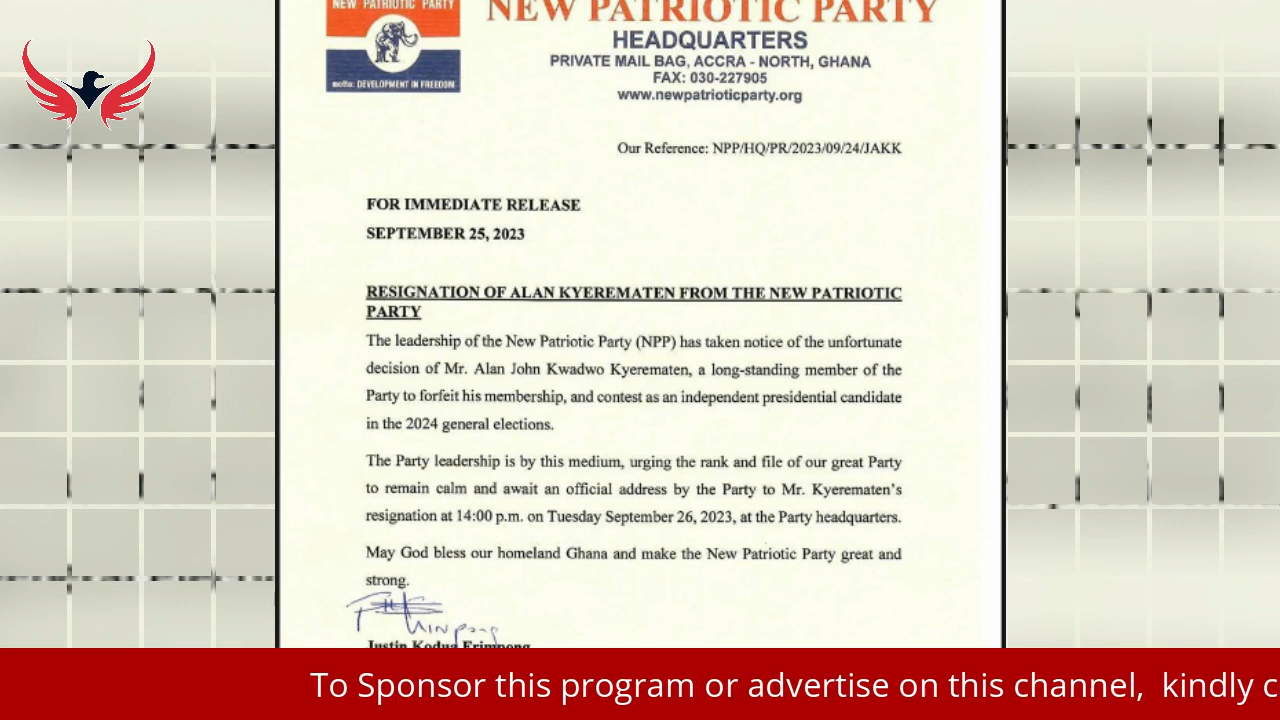 NEW PATRIOTIC PARTY
NEW PATRIOTIC PARTY
HEADQUARTERS
PRIVATE MAIL BAG, ACCRA - NORTH, GHANA
FAX: 030-227905
www.newpatrioticparty.org
motto: DEVELOPMENT IN FREEDOM
Our Reference: NPP/HQ/PR/2023/09/24/JAKK
FOR IMMEDIATE RELEASE
SEPTEMBER 25, 2023
RESIGNATION OF ALAN KYEREMATEN FROM THE NEW PATRIOTIC
PARTY
The leadership of the New Patriotic Party (NPP) has taken notice of the unfortunate
decision of Mr. Alan John Kwadwo Kyerematen, a long-standing member of the
Party to forfeit his membership, and contest as an independent presidential candidate
in the 2024 general elections.
The Party leadership is by this medium, urging the rank and file of our great Party
to remain calm and await an official address by the Party to Mr. Kyerematen's
resignation at 14:00 p.m. on Tuesday September 26, 2023, at the Party headquarters.
May God bless our homeland Ghana and make the New Patriotic Party great and
strong.
Justin Kodua Frimpong
To Sponsor this program or advertise on this channel, kindly c